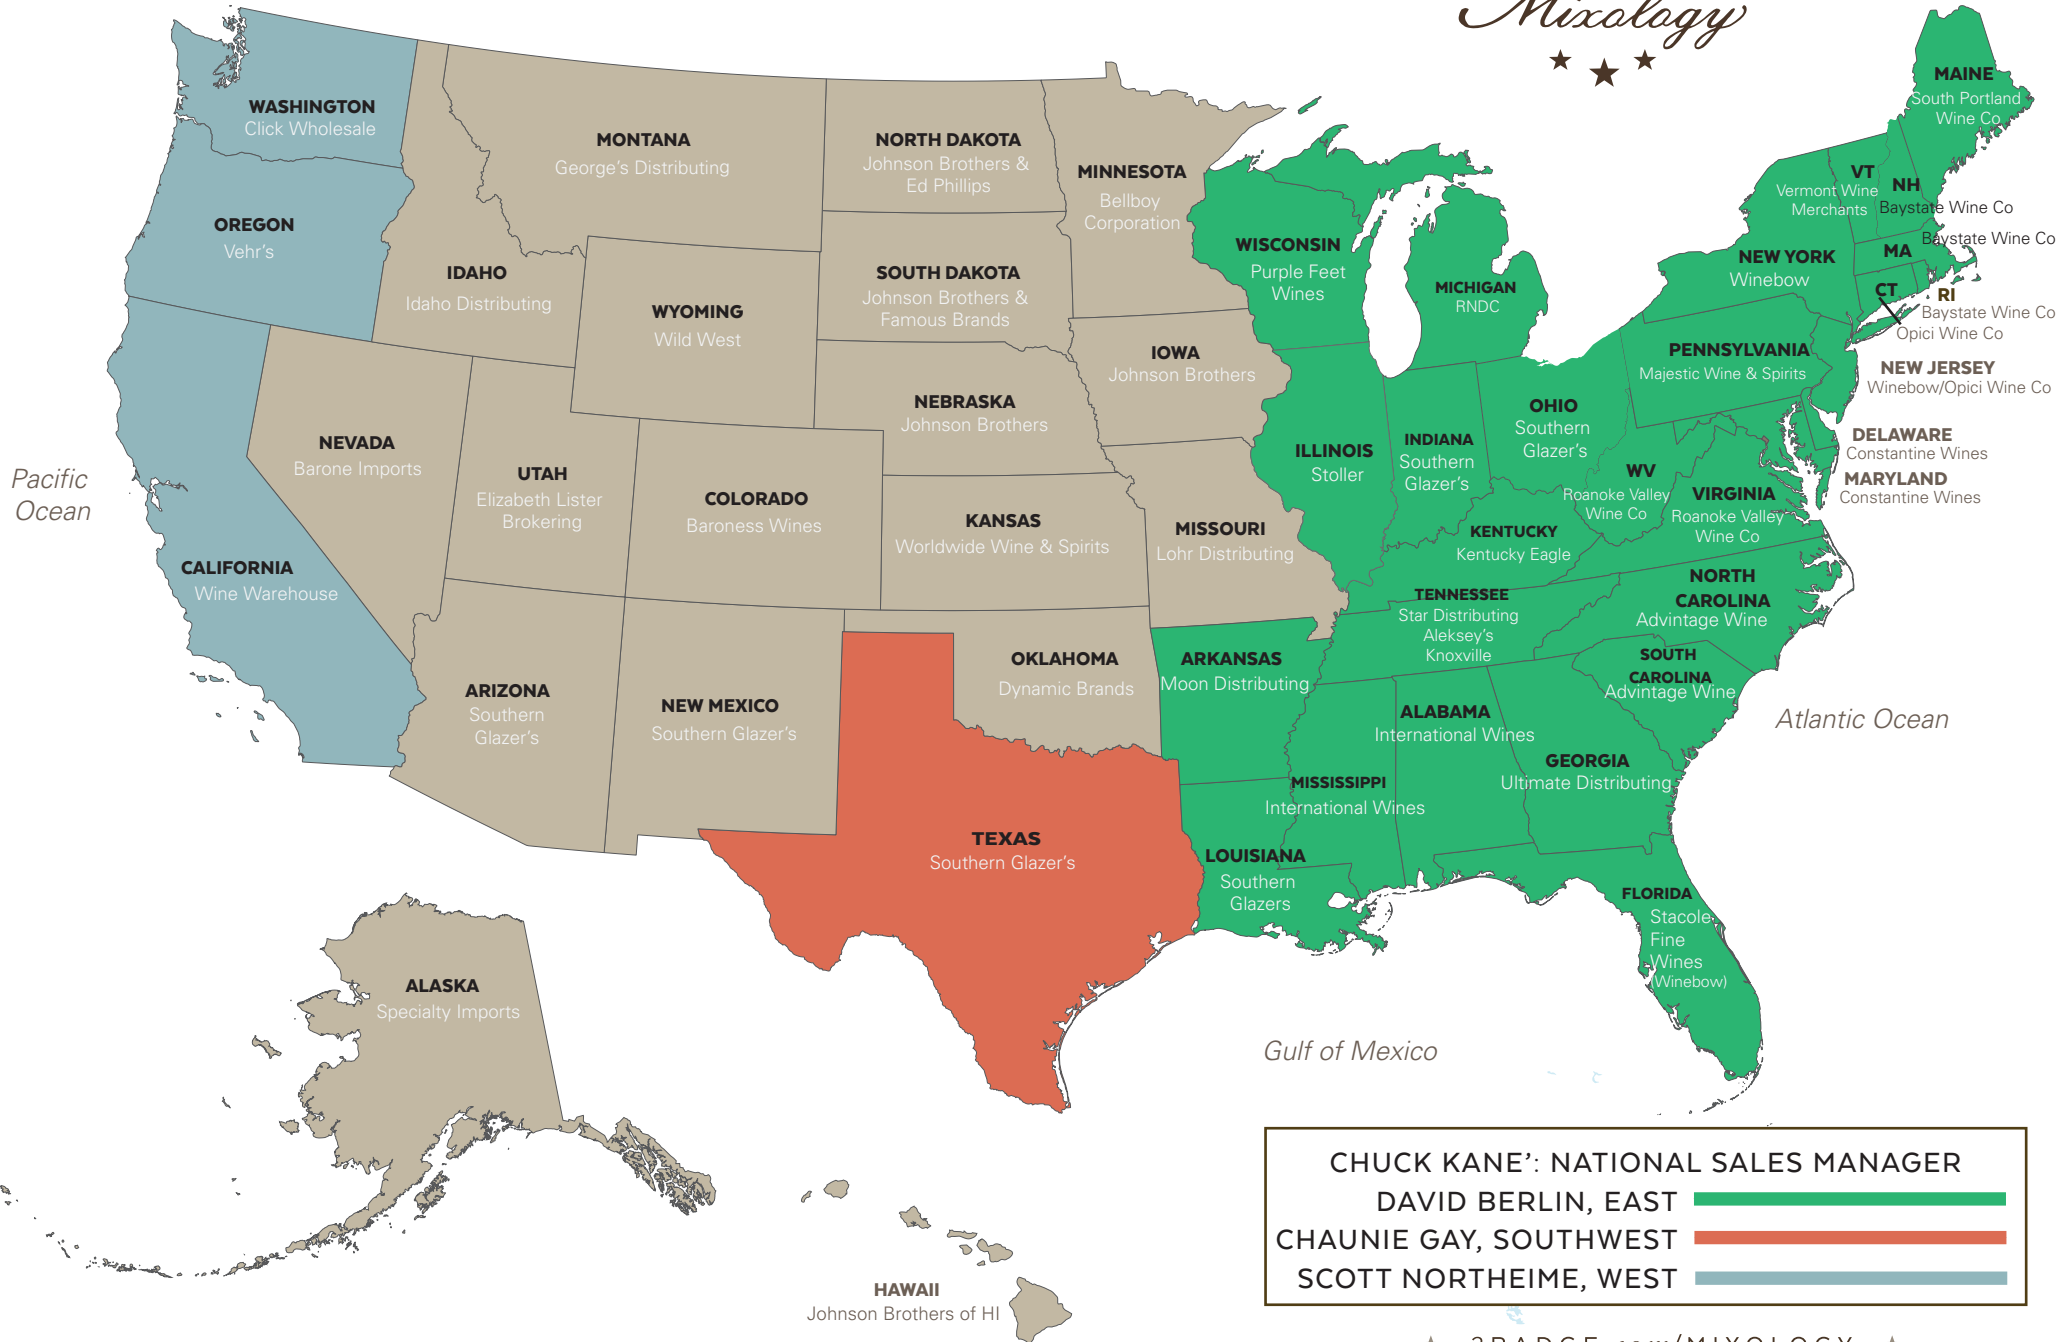 Mixology
WASHINGTON
Click Wholesale
OREGON
Vehr's
CALIFORNIA
Wine Warehouse
NEVADA
Barone Imports
IDAHO
Idaho Distributing
MONTANA
George's Distributing
WYOMING
Wild West
UTAH
Elizabeth Lister
Brokering
COLORADO
Baroness Wines
ARIZONA
Southern
Glazer's
NEW MEXICO
Southern Glazer's
NORTH DAKOTA
Johnson Brothers &
Ed Phillips
SOUTH DAKOTA
Johnson Brothers &
Famous Brands
NEBRASKA
Johnson Brothers
KANSAS
Worldwide Wine & Spirits
OKLAHOMA
Dynamic Brands
TEXAS
Southern Glazer's
MINNESOTA
Bellboy
Corporation
IOWA
Johnson Brothers
MISSOURI
Lohr Distributing
ARKANSAS
Moon Distributing
LOUISIANA
Southern
Glazers
WISCONSIN
Purple Feet
Wines
ILLINOIS
Stoller
MICHIGAN
RNDC
INDIANA
Southern
Glazer's
OHIO
Southern
Glazer's
KENTUCKY
Kentucky Eagle
TENNESSEE
Star Distributing
Aleksey's
Knoxville
MISSISSIPPI
International Wines
ALABAMA
International Wines
GEORGIA
Ultimate Distributing
FLORIDA
Stacole
Fine
Wines
(Winebow)
SOUTH
CAROLINA
Advintage Wine
NORTH
CAROLINA
Advintage Wine
VIRGINIA
Roanoke Valley
Wine Co
WV
Roanoke Valley
Wine Co
PENNSYLVANIA
Majestic Wine & Spirits
NEW YORK
Winebow
VT
Vermont Wine
Merchants
NH
Baystate Wine Co
MAINE
South Portland
Wine Co
MA
Baystate Wine Co
CT
Opici Wine Co
RI
Baystate Wine Co
NEW JERSEY
Winebow/Opici Wine Co
DELAWARE
Constantine Wines
MARYLAND
Constantine Wines
ALASKA
Specialty Imports
HAWAII
Johnson Brothers of HI
Pacific
Ocean
Atlantic Ocean
Gulf of Mexico
CHUCK KANE': NATIONAL SALES MANAGER
DAVID BERLIN, EAST
CHAUNIE GAY, SOUTHWEST
SCOTT NORTHEIME, WEST
3BADGE.com/MIXOLOGY